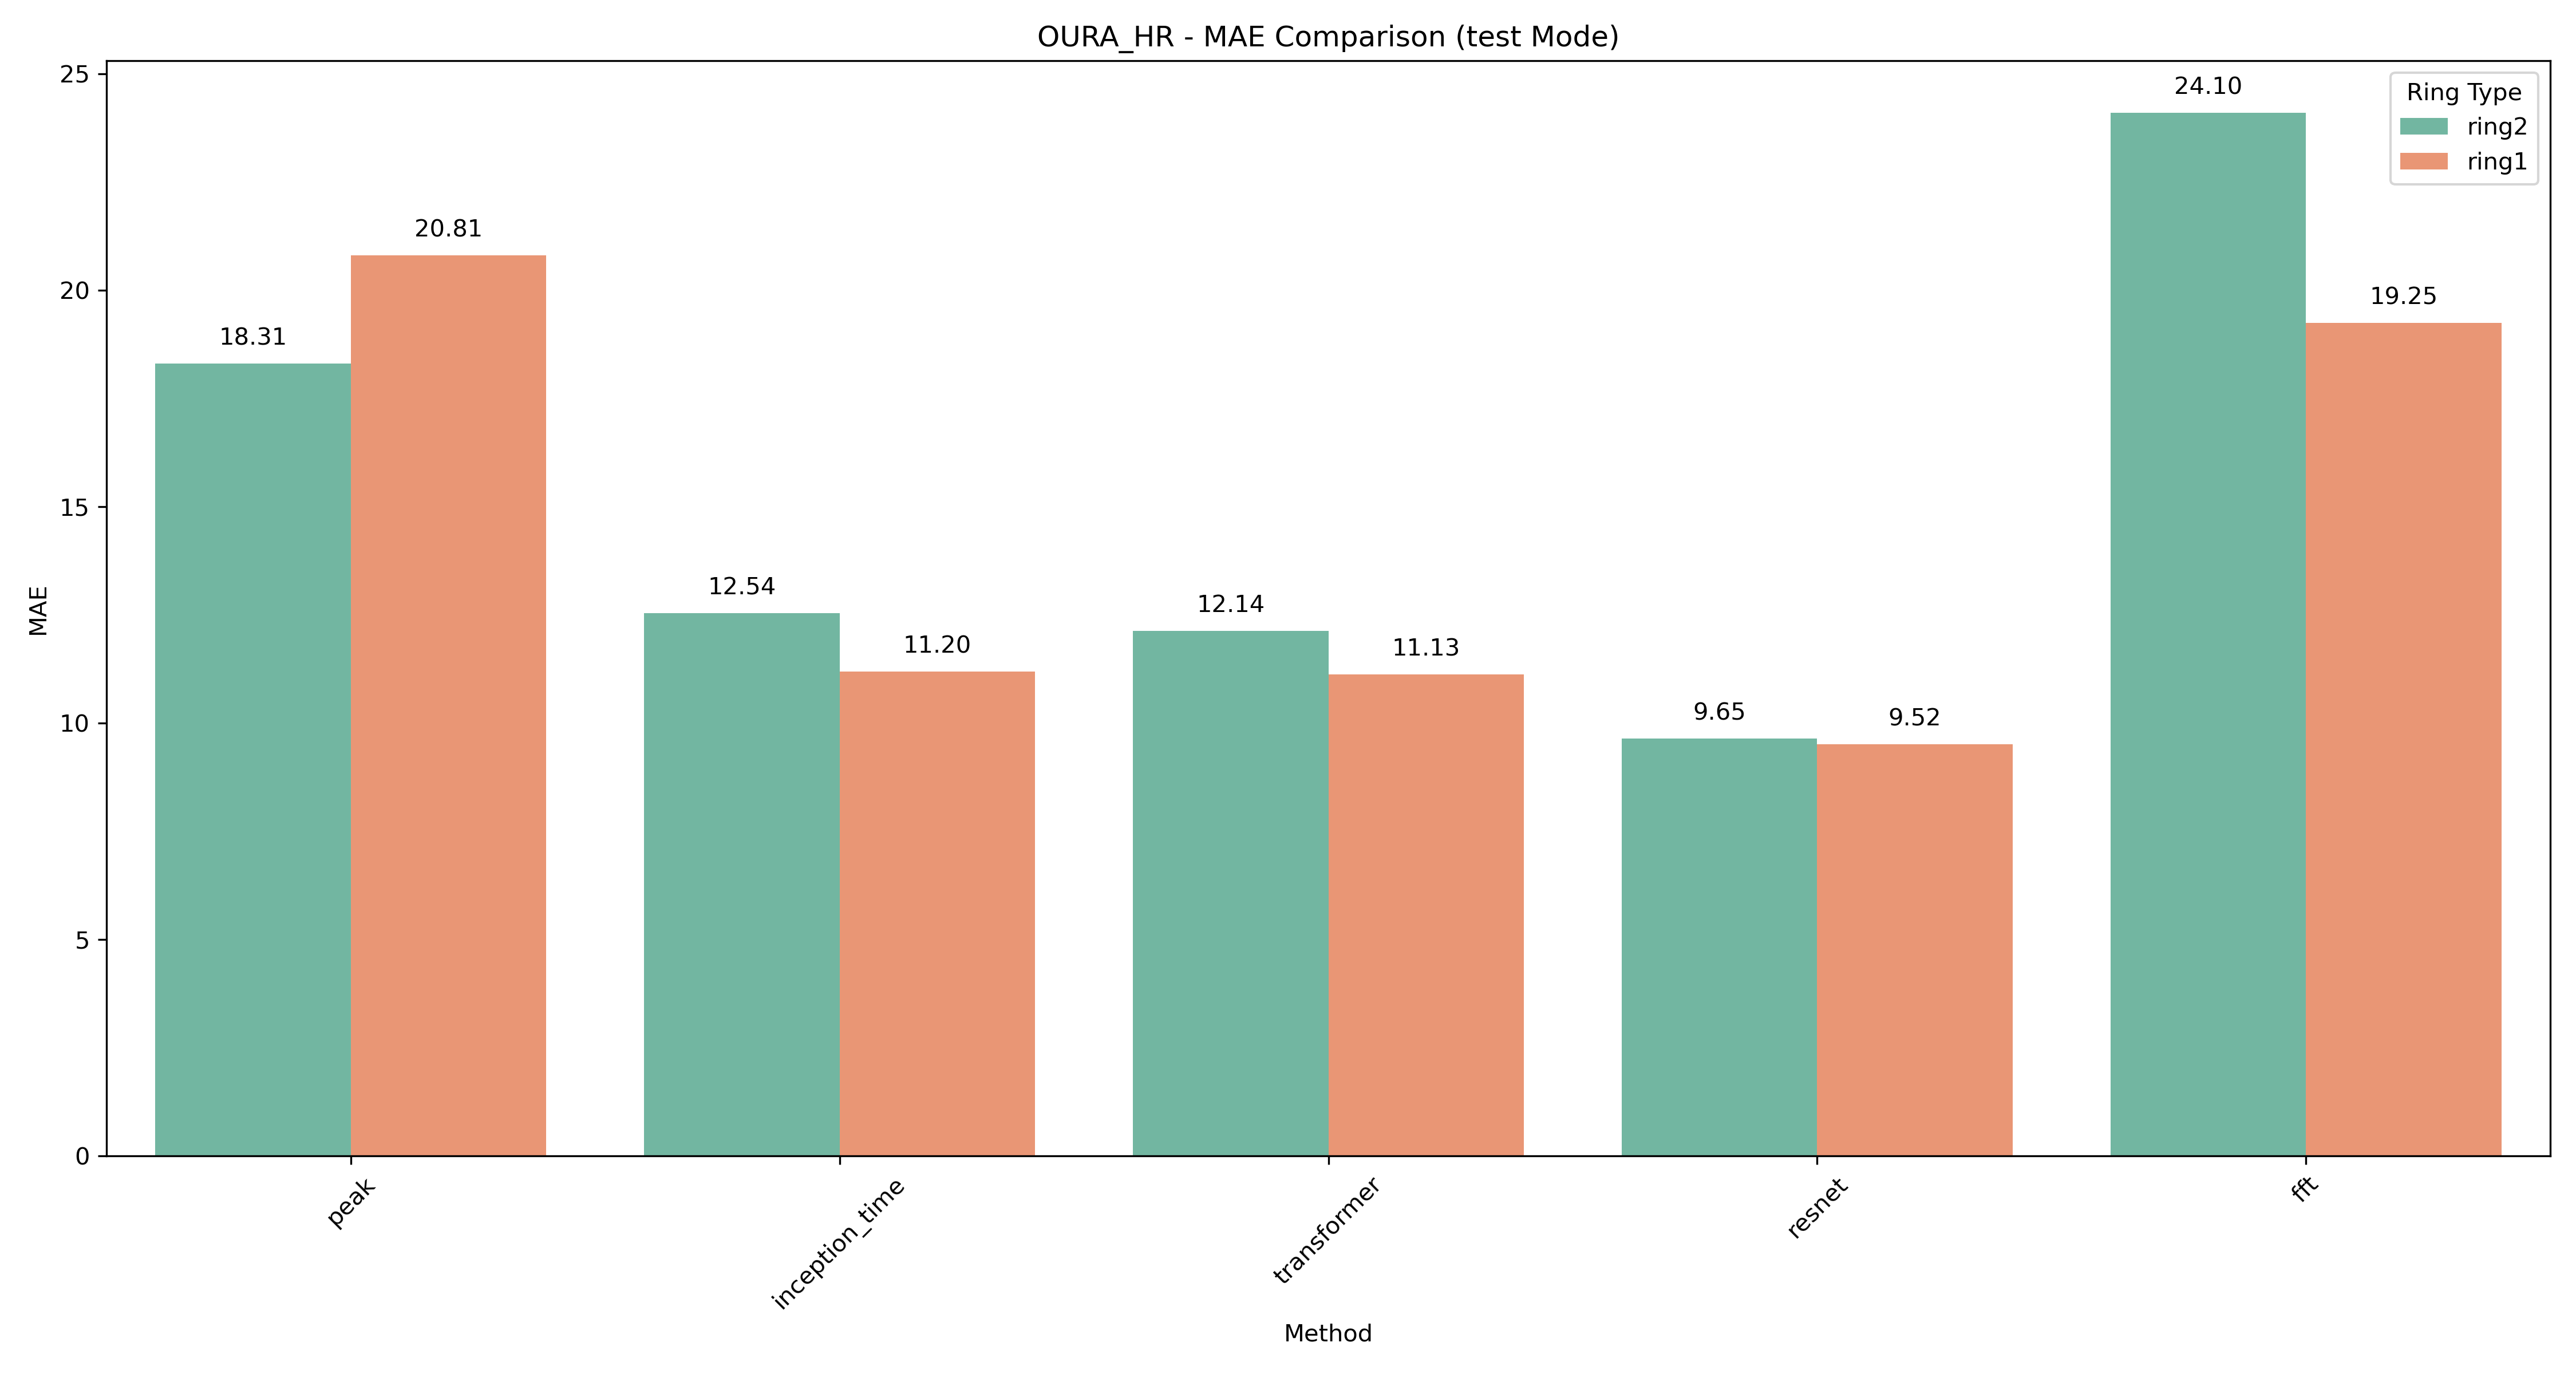 OURA_HR - MAE Comparison (test Mode)
25
20
15
10
5
0
MAE
18.31
20.81
12.54
11.20
12.14
11.13
9.65
9.52
24.10
19.25
Ring Type
ring2
ring1
peak
inception_time
transformer
resnet
fft
Method